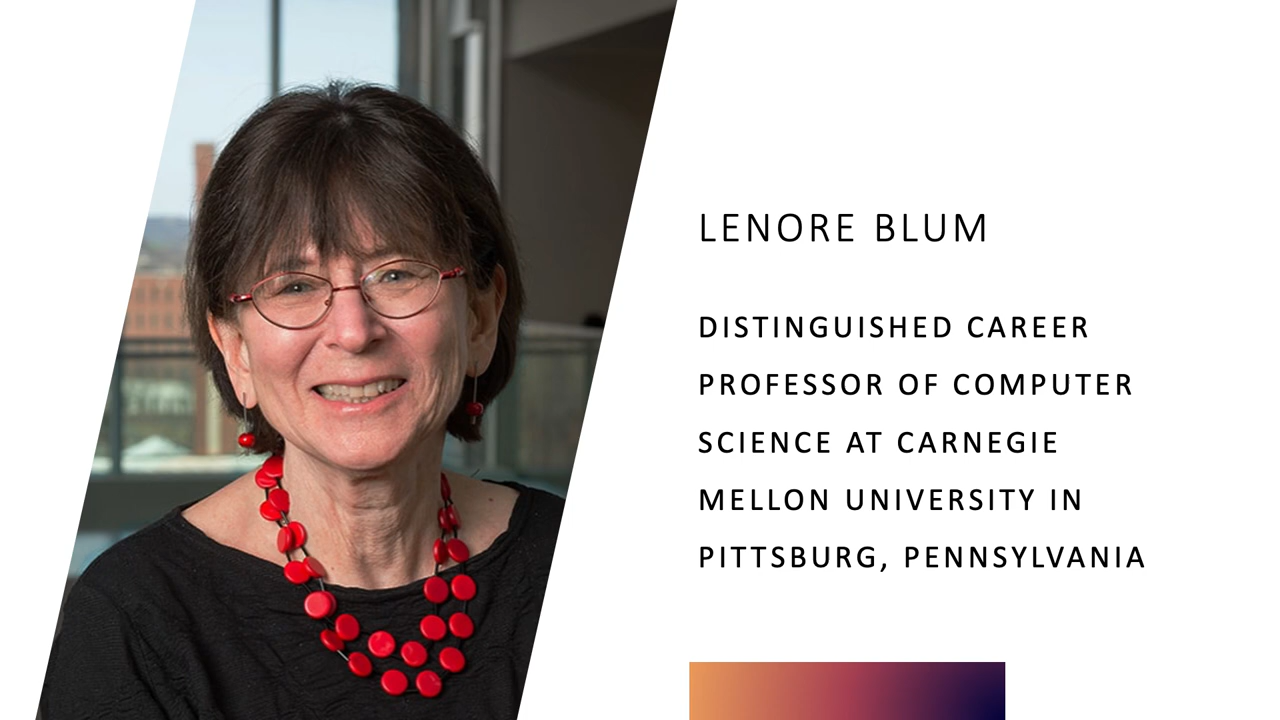 LENORE BLUM
DISTINGUISHED CAREER
PROFESSOR OF COMPUTER
SCIENCE AT CARNEGIE
MELLON UNIVERSITY IN
PITTSBURG, PENNSYLVANIA